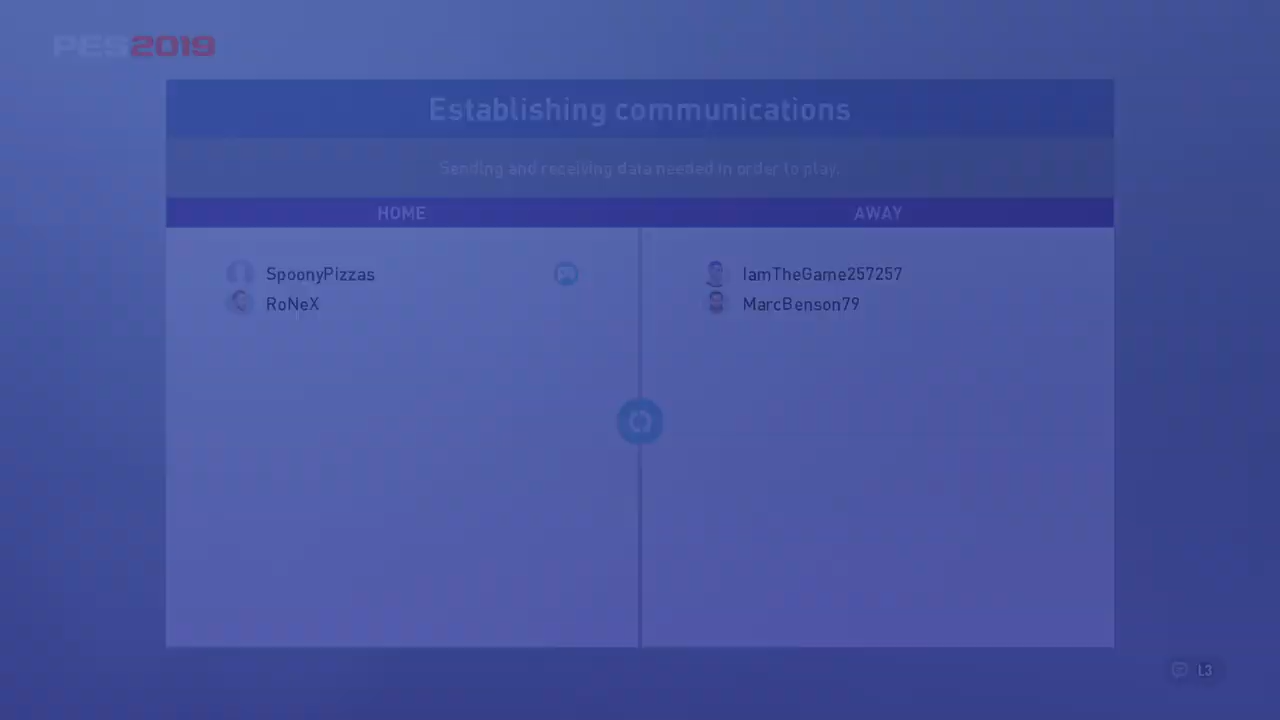 PES2019
Establishing communications
Sending and receiving data needed in order to play.
HOME
AWAY
SpoonyPizzas
IamTheGame257257
RoNeX
MarcBenson79
L3